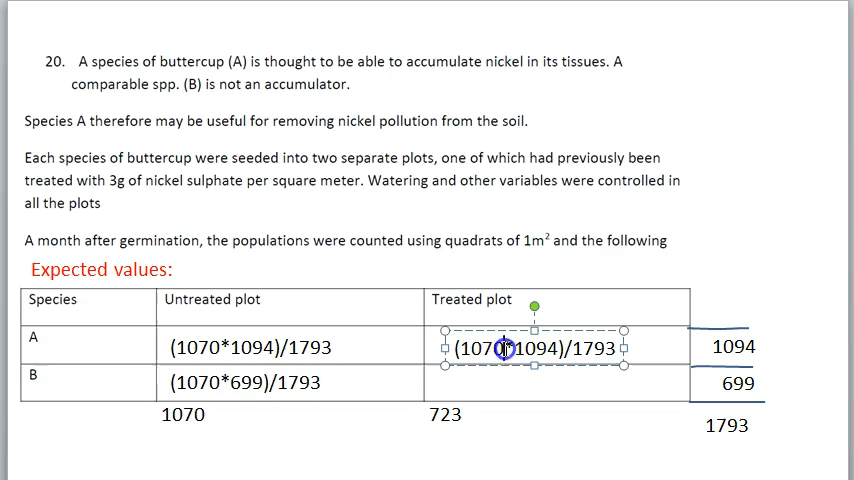 20. A species of buttercup (A) is thought to be able to accumulate nickel in its tissues. A
comparable spp. (B) is not an accumulator.
Species A therefore may be useful for removing nickel pollution from the soil.
Each species of buttercup were seeded into two separate plots, one of which had previously been
treated with 3g of nickel sulphate per square meter. Watering and other variables were controlled in
all the plots
A month after germination, the populations were counted using quadrats of 1m² and the following
Expected values:
Species Untreated plot Treated plot
A (1070*1094)/1793 (1070*1094)/1793 1094
B (1070*699)/1793 699
1070 723 1793